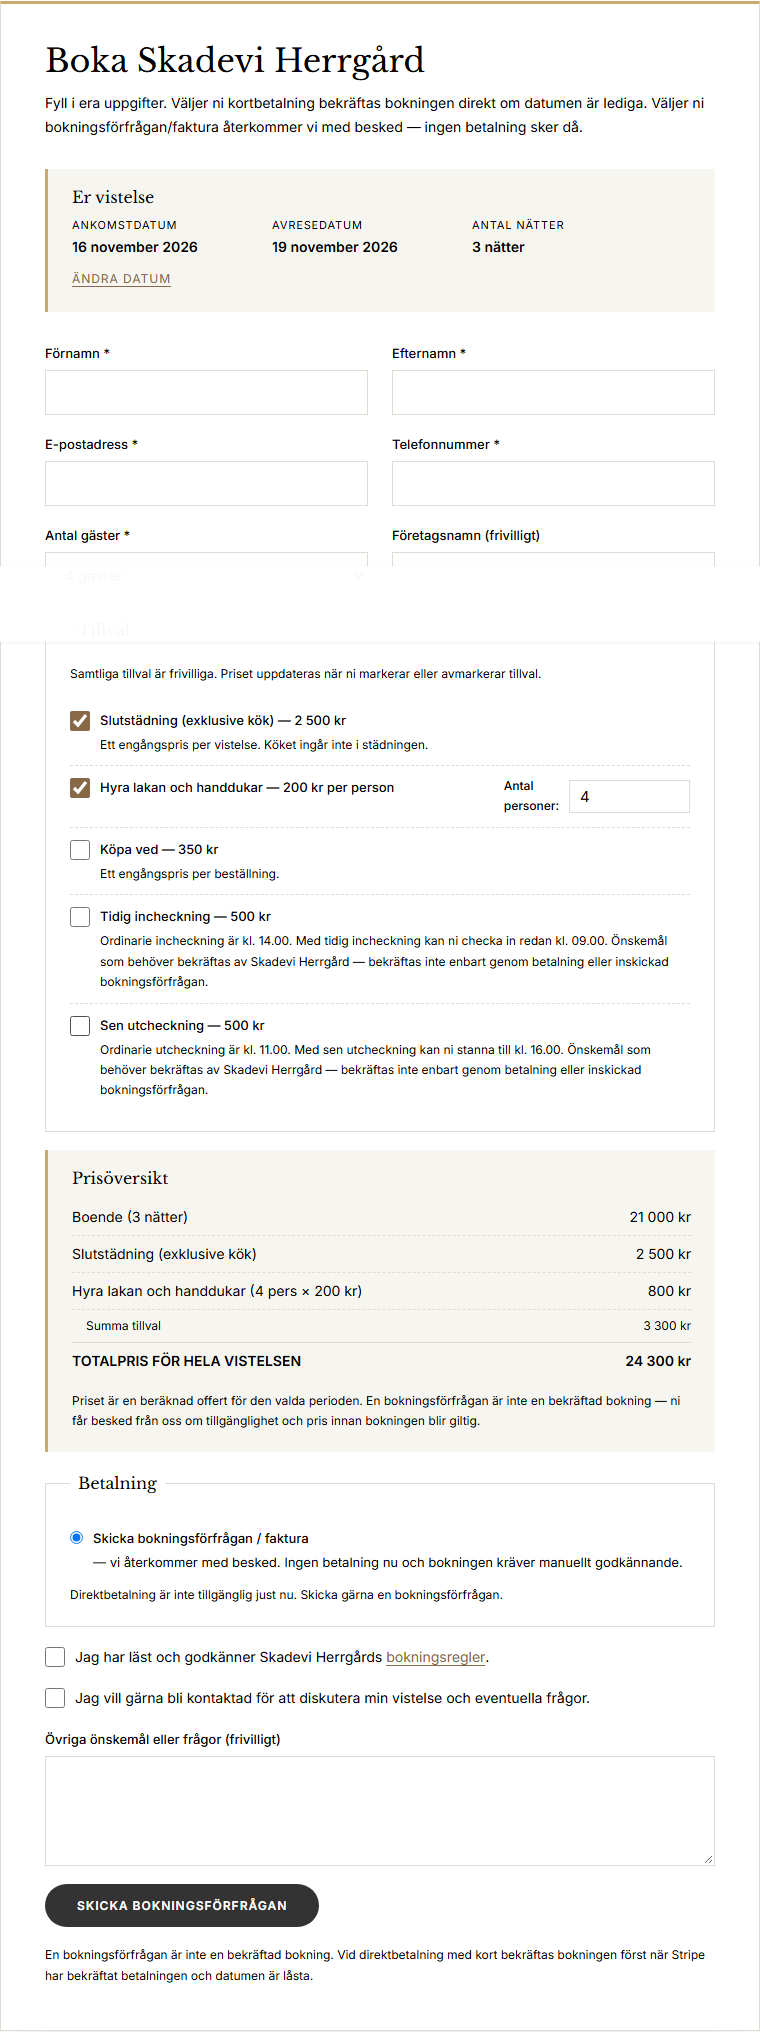 Boka Skadevi Herrgård
Fyll i era uppgifter. Väljer ni kortbetalning bekräftas bokningen direkt om datumen är lediga. Väljer ni
bokningsförfrågan/faktura återkommer vi med besked — ingen betalning sker då.
Er vistelse
ANKOMSTDATUM AVRESEDATUM ANTAL NÄTTER
16 november 2026 19 november 2026 3 nätter
ÄNDRA DATUM
Förnamn * Efternamn *
E-postadress * Telefonnummer *
Antal gäster * Företagsnamn (frivilligt)
4 gäster
Tillval
Samtliga tillval är frivilliga. Priset uppdateras när ni markerar eller avmarkerar tillval.
Slutstädning (exklusive kök) — 2 500 kr
Ett engångspris per vistelse. Köket ingår inte i städningen.
Hyra lakan och handdukar — 200 kr per person Antal personer: 4
Köpa ved — 350 kr
Ett engångspris per beställning.
Tidig incheckning — 500 kr
Ordinarie incheckning är kl. 14.00. Med tidig incheckning kan ni checka in redan kl. 09.00. Önskemål
som behöver bekräftas av Skadevi Herrgård — bekräftas inte enbart genom betalning eller inskickad
bokningsförfrågan.
Sen utcheckning — 500 kr
Ordinarie utcheckning är kl. 11.00. Med sen utcheckning kan ni stanna till kl. 16.00. Önskemål som
behöver bekräftas av Skadevi Herrgård — bekräftas inte enbart genom betalning eller inskickad
bokningsförfrågan.
Prisöversikt
Boende (3 nätter) 21 000 kr
Slutstädning (exklusive kök) 2 500 kr
Hyra lakan och handdukar (4 pers × 200 kr) 800 kr
Summa tillval 3 300 kr
TOTALPRIS FÖR HELA VISTELSEN 24 300 kr
Priset är en beräknad offert för den valda perioden. En bokningsförfrågan är inte en bekräftad bokning — ni
får besked från oss om tillgänglighet och pris innan bokningen blir giltig.
Betalning
Skicka bokningsförfrågan / faktura
— vi återkommer med besked. Ingen betalning nu och bokningen kräver manuellt godkännande.
Direktbetalning är inte tillgänglig just nu. Skicka gärna en bokningsförfrågan.
Jag har läst och godkänner Skadevi Herrgårds bokningsregler.
Jag vill gärna bli kontaktad för att diskutera min vistelse och eventuella frågor.
Övriga önskemål eller frågor (frivilligt)
SKICKA BOKNINGSFÖRFRÅGAN
En bokningsförfrågan är inte en bekräftad bokning. Vid direktbetalning med kort bekräftas bokningen först när Stripe
har bekräftat betalningen och datumen är låsta.